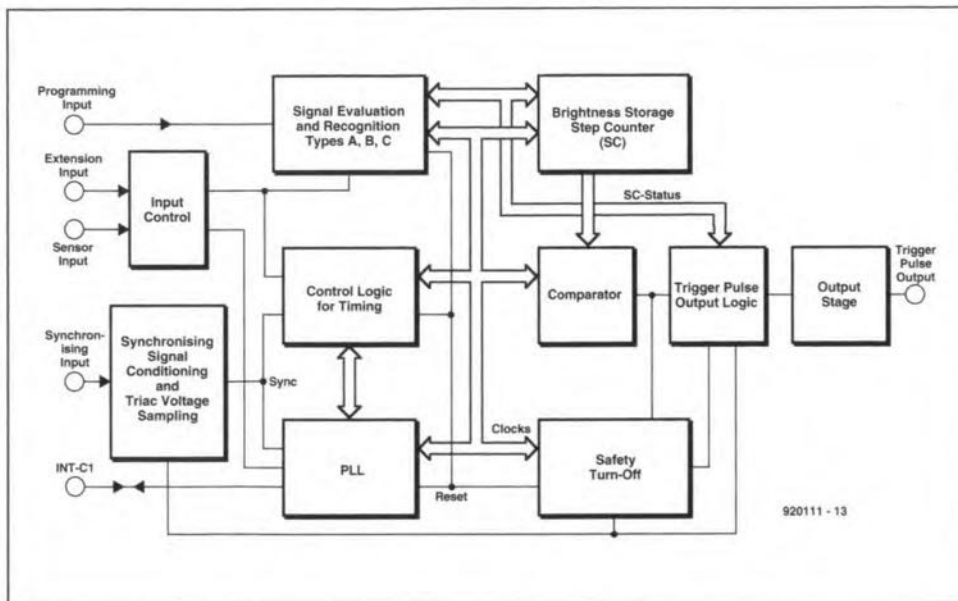 Programming
Input
Extension
Input
Sensor
Input
Synchron-
ising
Input
INT-C1
Input
Control
Synchronising
Signal
Conditioning
and
Triac Voltage
Sampling
Sync
Signal Evaluation
and Recognition
Types A, B, C
Control Logic
for Timing
PLL
Reset
Clocks
Brightness Storage
Step Counter
(SC)
SC-Status
Comparator
Trigger Pulse
Output Logic
Output
Stage
Trigger
Pulse
Output
Safety
Turn-Off
920111 - 13